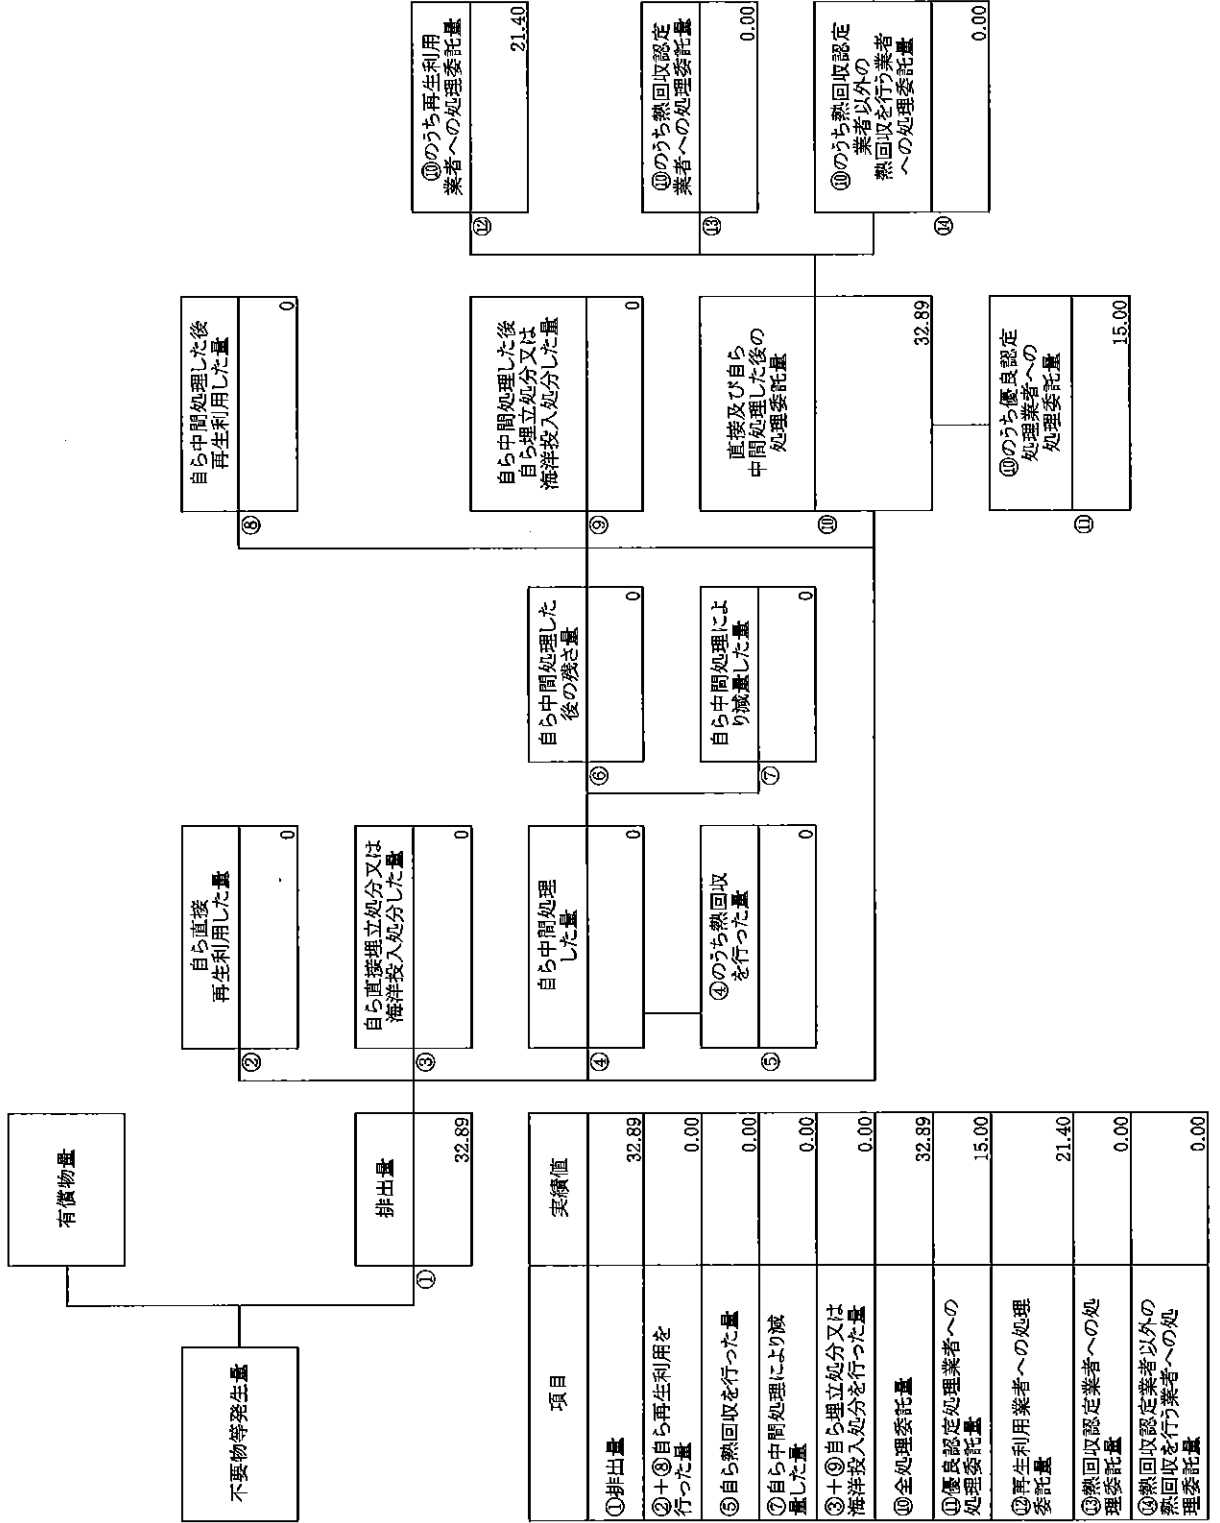 不要物等発生量
有償物量
①
排出量
32.89
②
自ら直接
再生利用した量
0
③
自ら直接埋立処分又は
海洋投入処分した量
0
④
自ら中間処理
した量
0
⑤
④のうち熱回収
を行った量
0
⑥
自ら中間処理した
後の残さ量
0
⑦
自ら中間処理によ
り減量した量
0
⑧
自ら中間処理した後
再生利用した量
0
⑨
自ら中間処理した後
自ら埋立処分又は
海洋投入処分した量
0
⑩
直接及び自ら
中間処理した後の
処理委託量
32.89
⑪
⑩のうち優良認定
処理業者への
処理委託量
15.00
⑫
⑩のうち再生利用
業者への処理委託量
21.40
⑬
⑩のうち熱回収認定
業者への処理委託量
0.00
⑭
⑩のうち熱回収認定
業者以外の
熱回収を行う業者
への処理委託量
0.00
項目
実績値
①排出量
32.89
②+⑧自ら再生利用を
行った量
0.00
⑤自ら熱回収を行った量
0.00
⑦自ら中間処理により減
量した量
0.00
③+⑨自ら埋立処分又は
海洋投入処分を行った量
0.00
⑩全処理委託量
32.89
⑪優良認定処理業者への
処理委託量
15.00
⑫再生利用業者への処理
委託量
21.40
⑬熱回収認定業者への処
理委託量
0.00
⑭熱回収認定業者以外の
熱回収を行う業者への処
理委託量
0.00